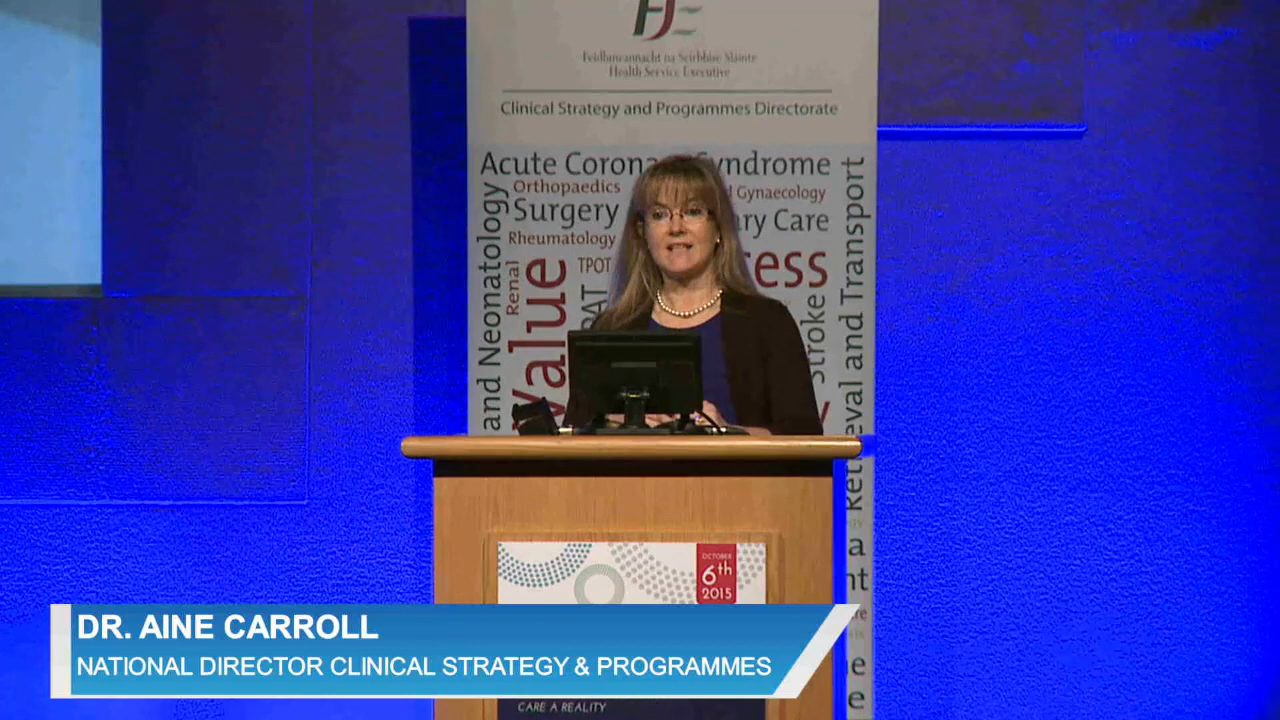 Feidhmeannacht na Seirbhíse Sláinte
Health Service Executive
Clinical Strategy and Programmes Directorate
Acute Corona Syndrome
Orthopaedics
Gynaecology
Surgery
ary Care
Rheumatology
and Neonatology
Renal
TPOT
Value
cess
Stroke
Retrieval and Transport
OCTOBER
6th
2015
DR. AINE CARROLL
NATIONAL DIRECTOR CLINICAL STRATEGY & PROGRAMMES
CARE A REALITY